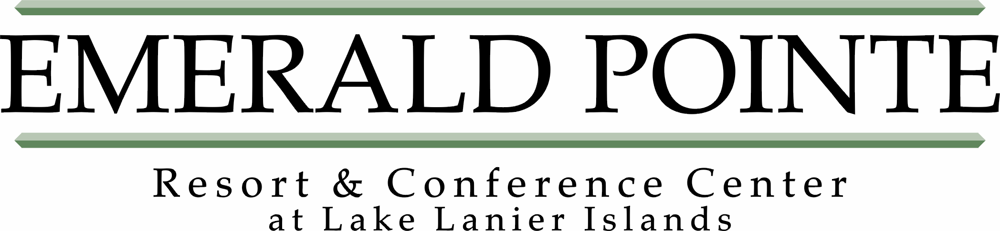 EMERALD POINTE
Resort & Conference Center
at Lake Lanier Islands